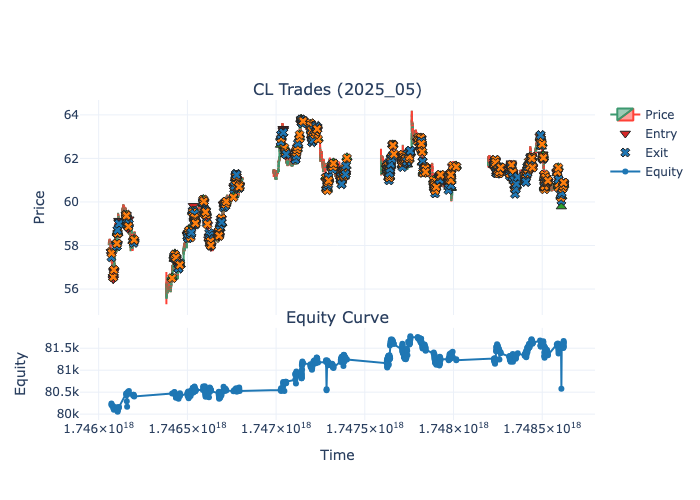 CL Trades (2025_05)
64
62
60
58
56
Price
Price
Entry
Exit
Equity
Equity Curve
81.5k
81k
80.5k
80k
Equity
1.746×10¹⁸
1.7465×10¹⁸
1.747×10¹⁸
1.7475×10¹⁸
1.748×10¹⁸
1.7485×10¹⁸
Time